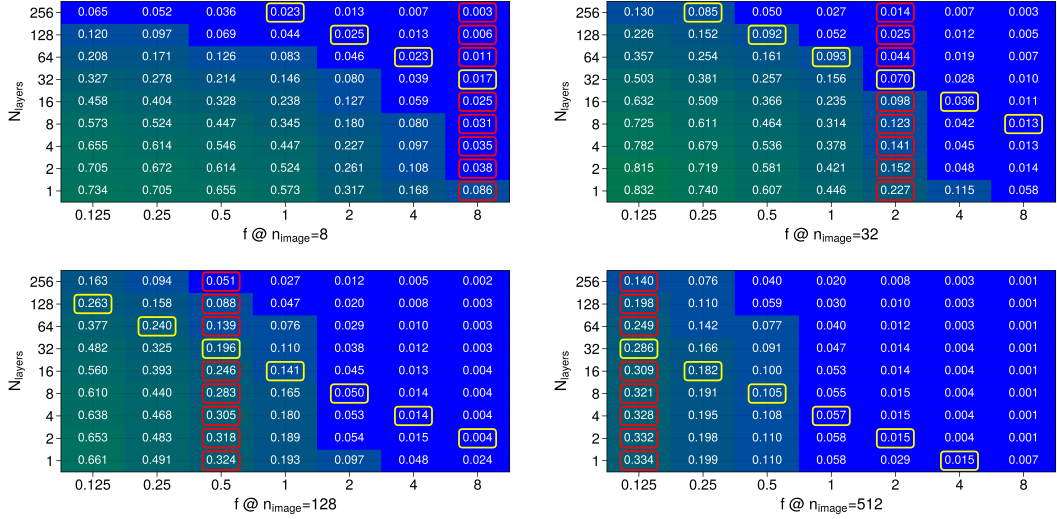 256 0.065 0.052 0.036 0.023 0.013 0.007 0.003
128 0.120 0.097 0.069 0.044 0.025 0.013 0.006
64 0.208 0.171 0.126 0.083 0.046 0.023 0.011
32 0.327 0.278 0.214 0.146 0.080 0.039 0.017
16 0.458 0.404 0.328 0.238 0.127 0.059 0.025
8 0.573 0.524 0.447 0.345 0.180 0.080 0.031
4 0.655 0.614 0.546 0.447 0.227 0.097 0.035
2 0.705 0.672 0.614 0.524 0.261 0.108 0.038
1 0.734 0.705 0.655 0.573 0.317 0.168 0.086
N_layers
0.125 0.25 0.5 1 2 4 8
f @ n_image=8
256 0.130 0.085 0.050 0.027 0.014 0.007 0.003
128 0.226 0.152 0.092 0.052 0.025 0.012 0.005
64 0.357 0.254 0.161 0.093 0.044 0.019 0.007
32 0.503 0.381 0.257 0.156 0.070 0.028 0.010
16 0.632 0.509 0.366 0.235 0.098 0.036 0.011
8 0.725 0.611 0.464 0.314 0.123 0.042 0.013
4 0.782 0.679 0.536 0.378 0.141 0.045 0.013
2 0.815 0.719 0.581 0.421 0.152 0.048 0.014
1 0.832 0.740 0.607 0.446 0.227 0.115 0.058
N_layers
0.125 0.25 0.5 1 2 4 8
f @ n_image=32
256 0.163 0.094 0.051 0.027 0.012 0.005 0.002
128 0.263 0.158 0.088 0.047 0.020 0.008 0.003
64 0.377 0.240 0.139 0.076 0.029 0.010 0.003
32 0.482 0.325 0.196 0.110 0.038 0.012 0.003
16 0.560 0.393 0.246 0.141 0.045 0.013 0.004
8 0.610 0.440 0.283 0.165 0.050 0.014 0.004
4 0.638 0.468 0.305 0.180 0.053 0.014 0.004
2 0.653 0.483 0.318 0.189 0.054 0.015 0.004
1 0.661 0.491 0.324 0.193 0.097 0.048 0.024
N_layers
0.125 0.25 0.5 1 2 4 8
f @ n_image=128
256 0.140 0.076 0.040 0.020 0.008 0.003 0.001
128 0.198 0.110 0.059 0.030 0.010 0.003 0.001
64 0.249 0.142 0.077 0.040 0.012 0.003 0.001
32 0.286 0.166 0.091 0.047 0.014 0.004 0.001
16 0.309 0.182 0.100 0.053 0.014 0.004 0.001
8 0.321 0.191 0.105 0.055 0.015 0.004 0.001
4 0.328 0.195 0.108 0.057 0.015 0.004 0.001
2 0.332 0.198 0.110 0.058 0.015 0.004 0.001
1 0.334 0.199 0.110 0.058 0.029 0.015 0.007
N_layers
0.125 0.25 0.5 1 2 4 8
f @ n_image=512